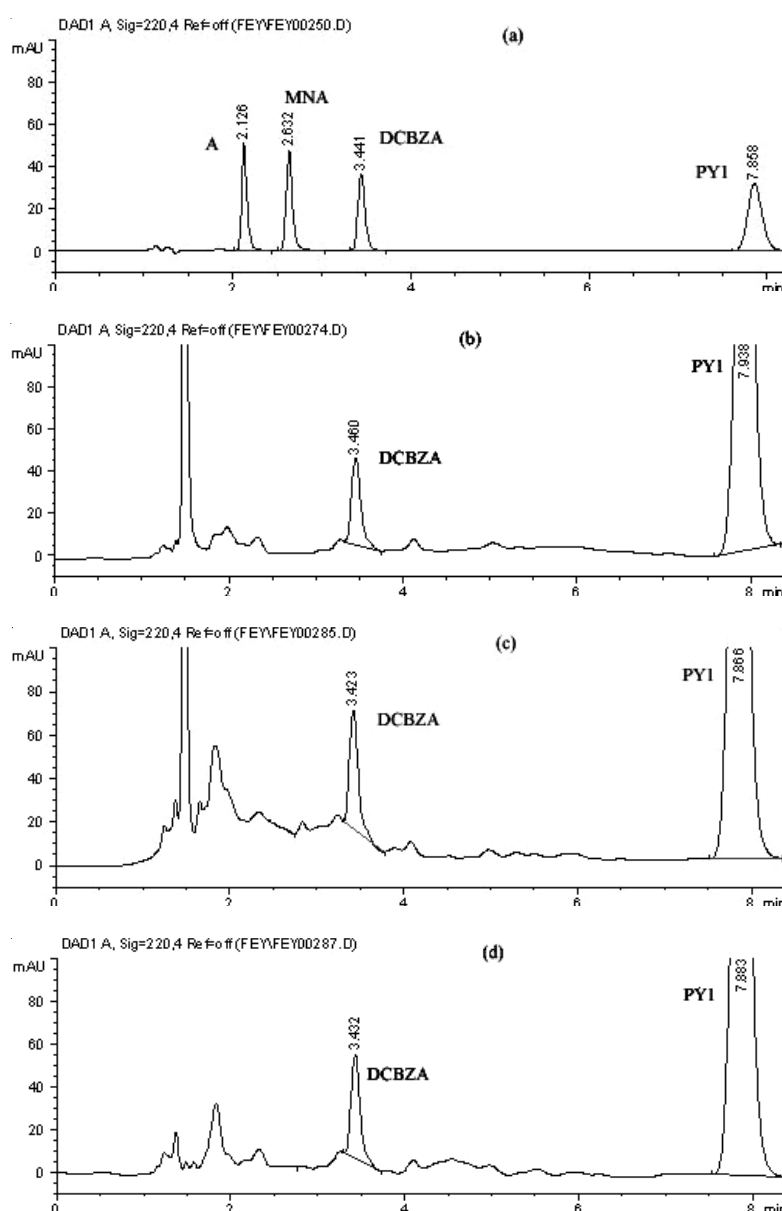 DAD1 A, Sig=220,4 Ref=off (FEY\FEY00250.D)
(a)
mAU
80
60
40
20
0
A
2.126
MNA
2.632
3.441
DCBZA
PY1
7.858
2
4
6
8
min
DAD1 A, Sig=220,4 Ref=off (FEY\FEY00274.D)
(b)
mAU
80
60
40
20
0
3.460
DCBZA
PY1
7.938
0
2
4
6
8
min
DAD1 A, Sig=220,4 Ref=off (FEY\FEY00285.D)
(c)
mAU
80
60
40
20
0
3.423
DCBZA
PY1
7.866
0
2
4
6
8
min
DAD1 A, Sig=220,4 Ref=off (FEY\FEY00287.D)
(d)
mAU
80
60
40
20
0
3.432
DCBZA
PY1
7.883
0
2
4
6
8
min